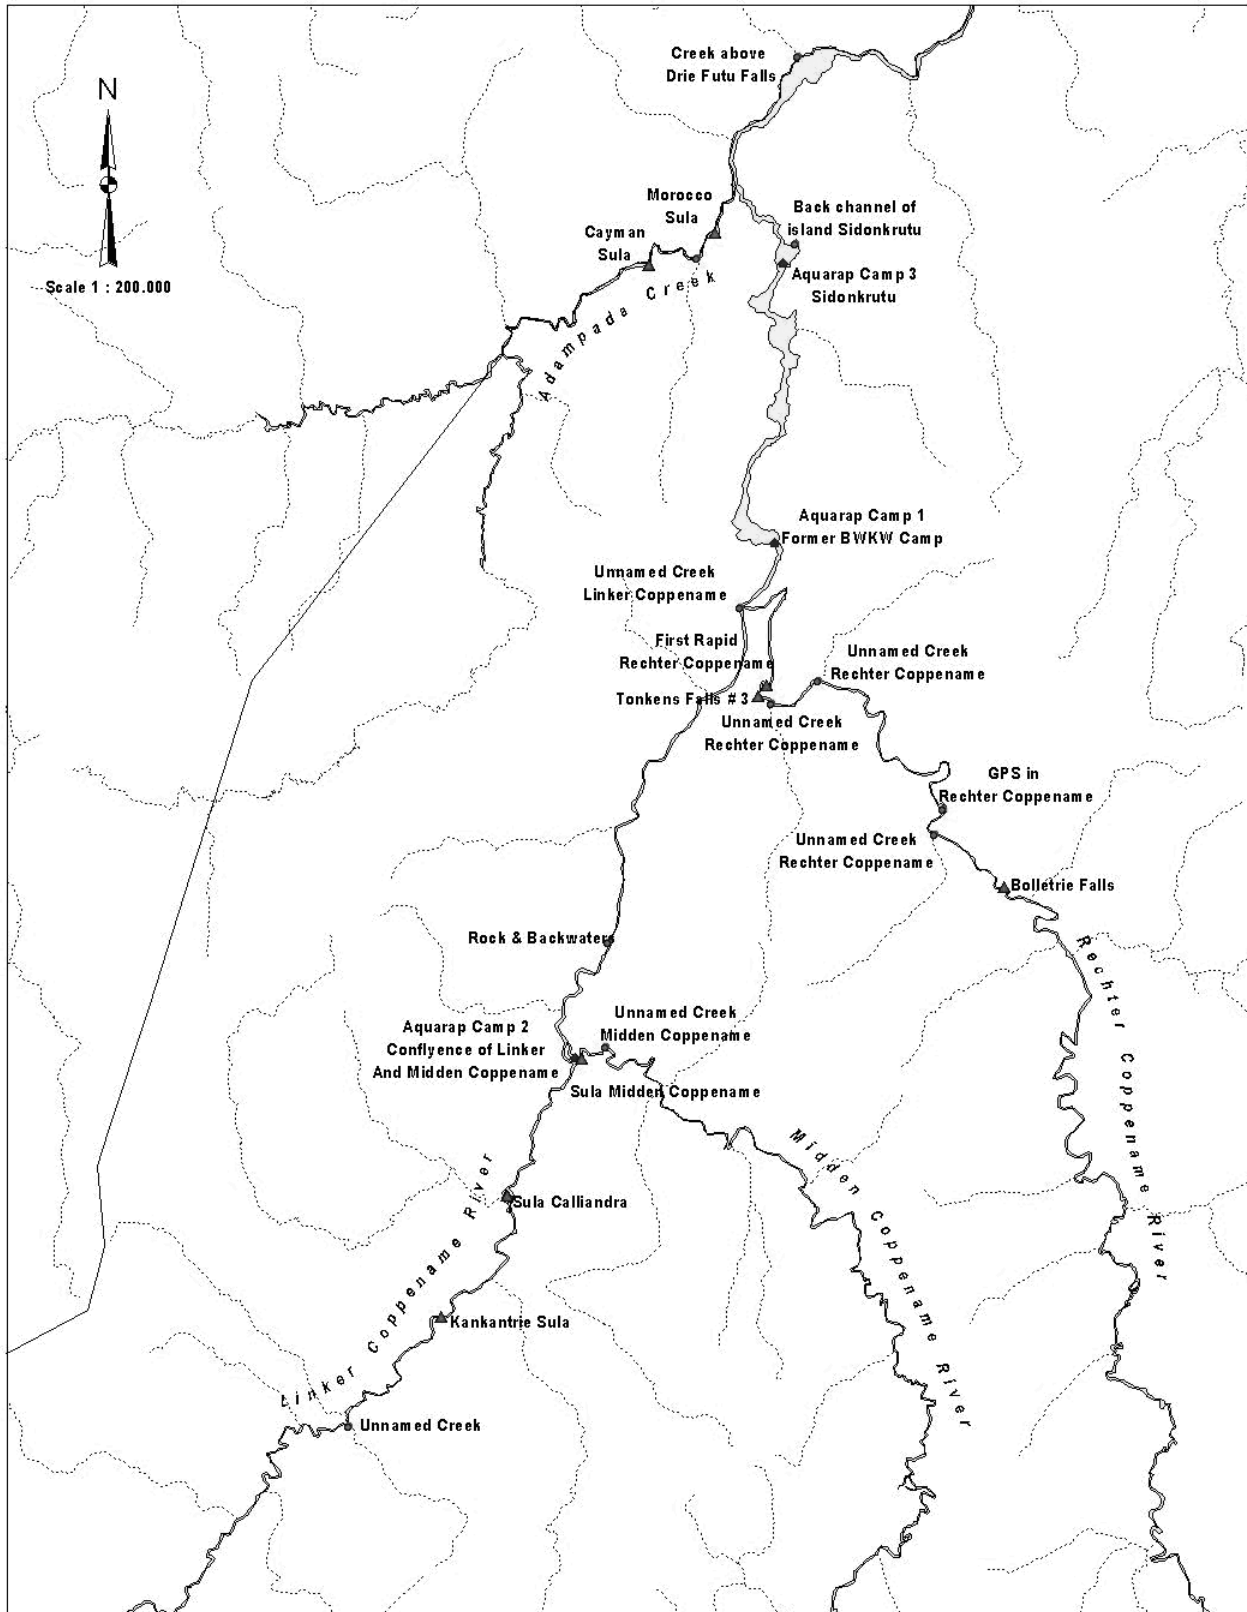 Creek above
Drie Futu Falls
N
Morocco
Sula
Back channel of
island Sidonkrutu
Cayman
Sula
Aquarap Camp 3
Sidonkrutu
Scale 1 : 200.000
Adampada Creek
Aquarap Camp 1
Former BWKW Camp
Unnamed Creek
Linker Coppename
First Rapid
Rechter Coppename
Unnamed Creek
Rechter Coppename
Tonkens Falls # 3
Unnamed Creek
Rechter Coppename
GPS in
Rechter Coppename
Unnamed Creek
Rechter Coppename
Bolletrie Falls
Rock & Backwaters
Rechter Coppename River
Unnamed Creek
Midden Coppename
Aquarap Camp 2
Conflyence of Linker
And Midden Coppename
Sula Midden Coppename
Midden Coppename River
Sula Calliandra
Linker Coppename River
Kankantrie Sula
Unnamed Creek